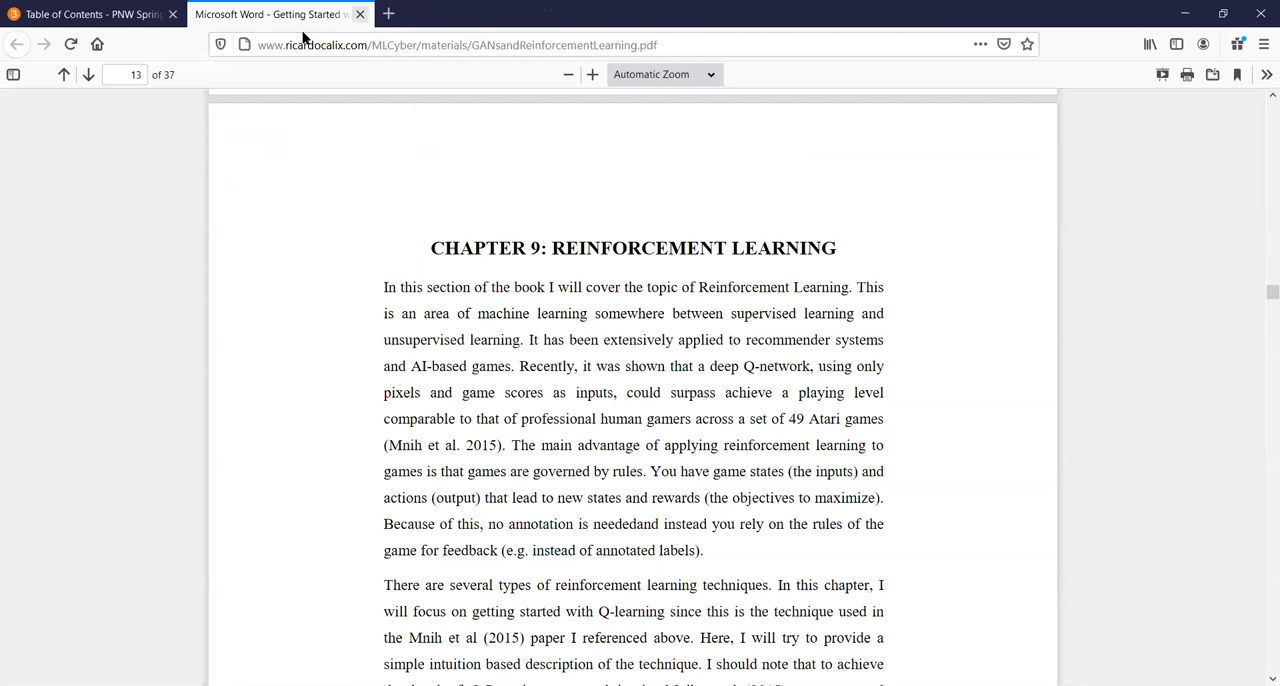 Table of Contents - PNW Spring
Microsoft Word - Getting Started w
www.ricardocalix.com/MLCyber/materials/GANsandReinforcementLearning.pdf
13 of 37
Automatic Zoom
CHAPTER 9: REINFORCEMENT LEARNING
In this section of the book I will cover the topic of Reinforcement Learning. This
is an area of machine learning somewhere between supervised learning and
unsupervised learning. It has been extensively applied to recommender systems
and AI-based games. Recently, it was shown that a deep Q-network, using only
pixels and game scores as inputs, could surpass achieve a playing level
comparable to that of professional human gamers across a set of 49 Atari games
(Mnih et al. 2015). The main advantage of applying reinforcement learning to
games is that games are governed by rules. You have game states (the inputs) and
actions (output) that lead to new states and rewards (the objectives to maximize).
Because of this, no annotation is neededand instead you rely on the rules of the
game for feedback (e.g. instead of annotated labels).
There are several types of reinforcement learning techniques. In this chapter, I
will focus on getting started with Q-learning since this is the technique used in
the Mnih et al (2015) paper I referenced above. Here, I will try to provide a
simple intuition based description of the technique. I should note that to achieve